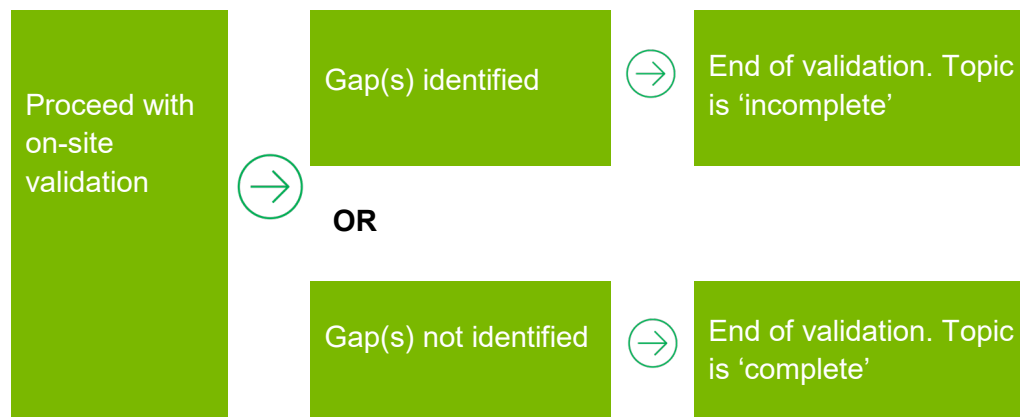 Proceed with
on-site
validation
Gap(s) identified
End of validation. Topic
is ‘incomplete’
OR
Gap(s) not identified
End of validation. Topic
is ‘complete’